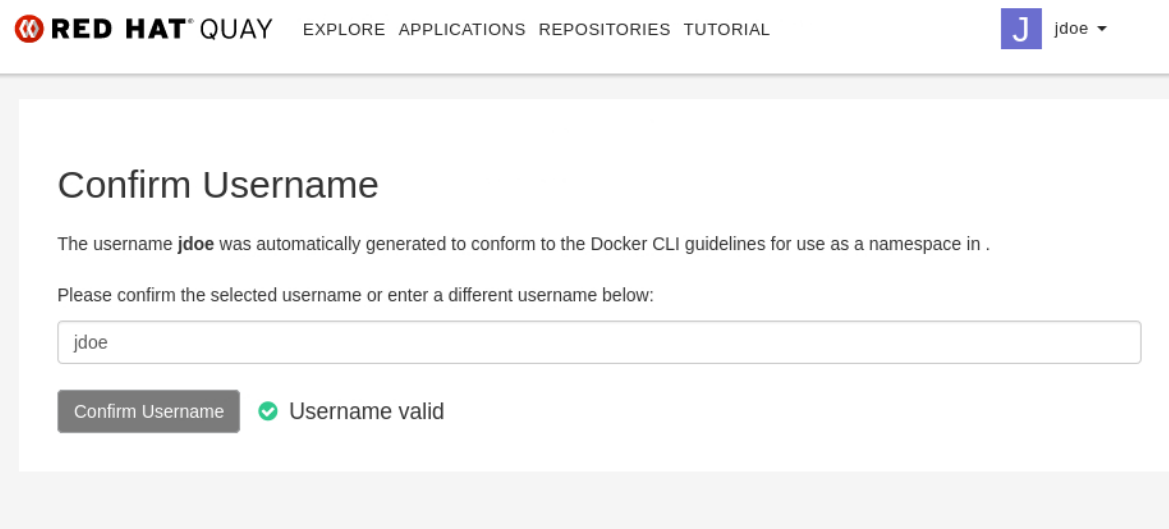 RED HAT® QUAY EXPLORE APPLICATIONS REPOSITORIES TUTORIAL J jdoe
Confirm Username
The username jdoe was automatically generated to conform to the Docker CLI guidelines for use as a namespace in .
Please confirm the selected username or enter a different username below:
jdoe
Confirm Username Username valid